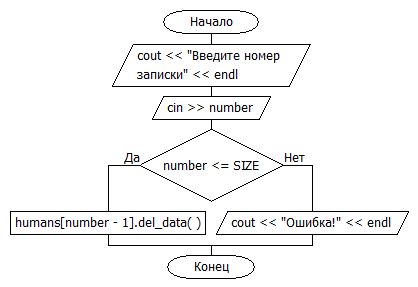 Начало
cout << "Введите номер
записки" << endl
cin >> number
Да
number <= SIZE
Нет
humans[number - 1].del_data( )
cout << "Ошибка!" << endl
Конец